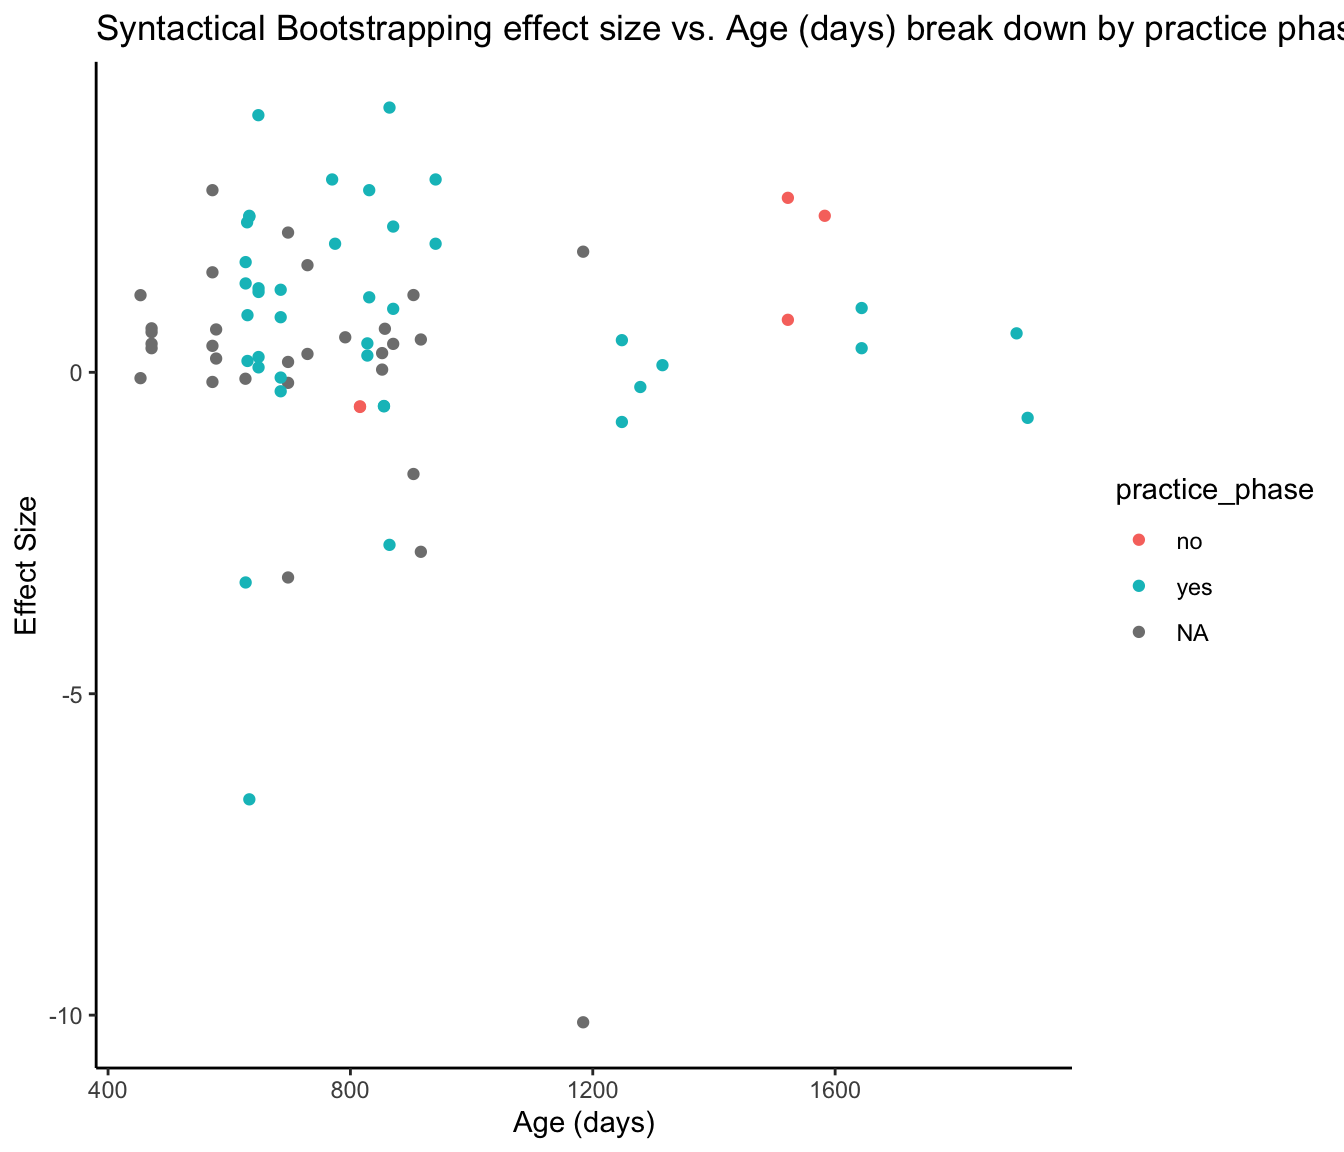 Syntactical Bootstrapping effect size vs. Age (days) break down by practice phas
0
-5
-10
Effect Size
400 800 1200 1600
Age (days)
practice_phase
no
yes
NA